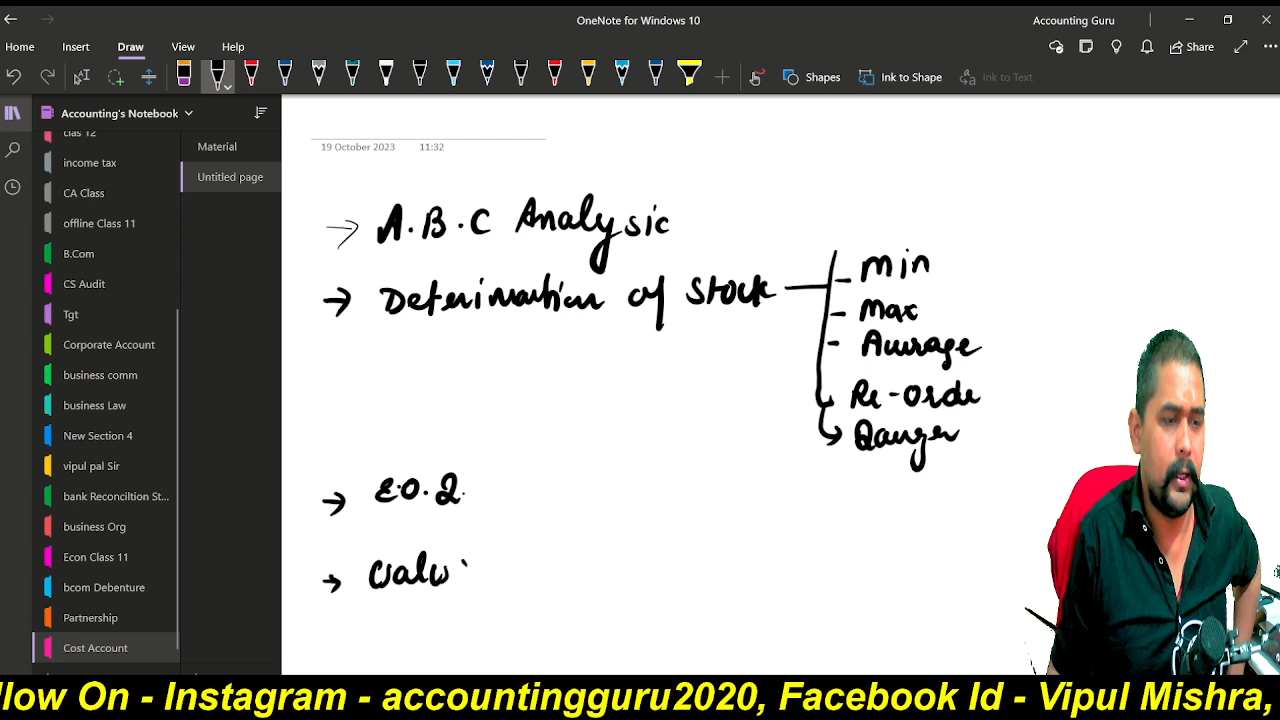 OneNote for Windows 10
Accounting Guru
Home Insert Draw View Help
Share
Shapes
Ink to Shape
Ink to Text
Accounting's Notebook
clas 12
income tax
CA Class
offline Class 11
B.Com
CS Audit
Tgt
Corporate Account
business comm
business Law
New Section 4
vipul pal Sir
bank Reconciltion St...
business Org
Econ Class 11
bcom Debenture
Partnership
Cost Account
Material
Untitled page
19 October 2023 11:32
→ A.B.C Analysic
→ of Stock
- Min
- Max
- Average
Re-orde
Danger
→ E.O.Q.
→
llow On - Instagram - accountingguru2020, Facebook Id - Vipul Mishra,